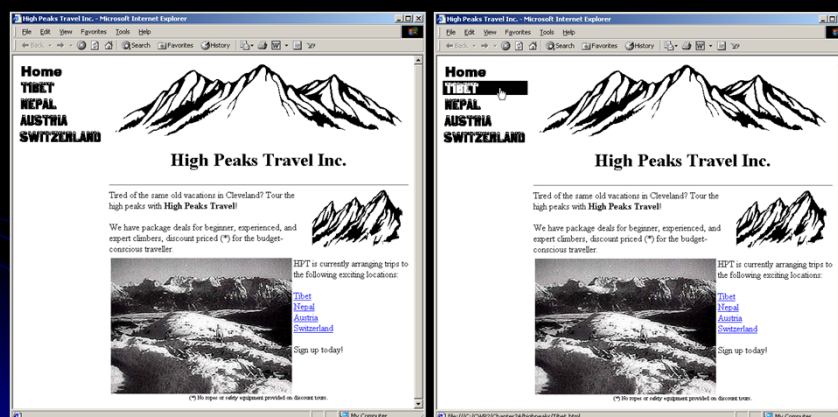 High Peaks Travel Inc. - Microsoft Internet Explorer
File Edit View Favorites Tools Help
Back Search Favorites History
Home
TIBET
NEPAL
AUSTRIA
SWITZERLAND
High Peaks Travel Inc.
Tired of the same old vacations in Cleveland? Tour the
high peaks with High Peaks Travel!
We have package deals for beginner, experienced, and
expert climbers, discount priced (*) for the budget-
conscious traveller.
HPT is currently arranging trips to
the following exciting locations:
Tibet
Nepal
Austria
Switzerland
Sign up today!
(*) No ropes or safety equipment provided on discount tours.
My Computer
High Peaks Travel Inc. - Microsoft Internet Explorer
File Edit View Favorites Tools Help
Back Search Favorites History
Home
TIBET
NEPAL
AUSTRIA
SWITZERLAND
High Peaks Travel Inc.
Tired of the same old vacations in Cleveland? Tour the
high peaks with High Peaks Travel!
We have package deals for beginner, experienced, and
expert climbers, discount priced (*) for the budget-
conscious traveller.
HPT is currently arranging trips to
the following exciting locations:
Tibet
Nepal
Austria
Switzerland
Sign up today!
(*) No ropes or safety equipment provided on discount tours.
My Computer